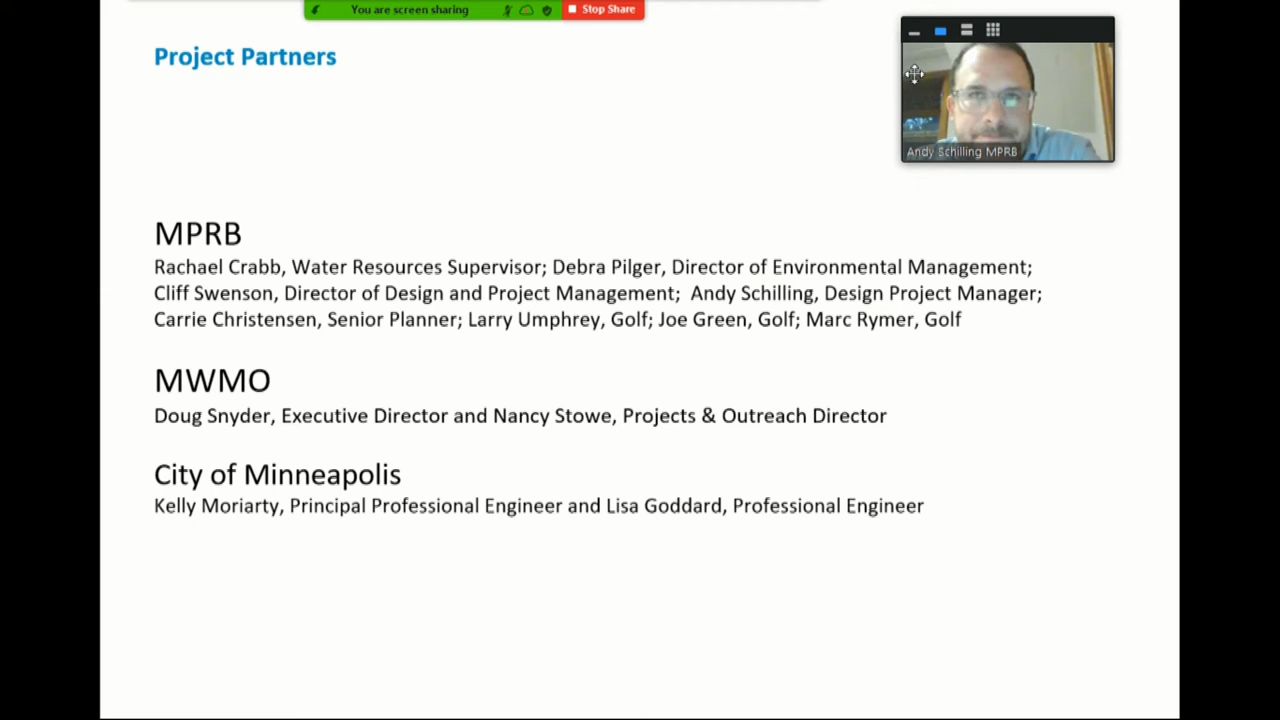 You are screen sharing
Stop Share
Project Partners
Andy Schilling MPRB
MPRB
Rachael Crabb, Water Resources Supervisor; Debra Pilger, Director of Environmental Management;
Cliff Swenson, Director of Design and Project Management;  Andy Schilling, Design Project Manager;
Carrie Christensen, Senior Planner; Larry Umphrey, Golf; Joe Green, Golf; Marc Rymer, Golf
MWMO
Doug Snyder, Executive Director and Nancy Stowe, Projects & Outreach Director
City of Minneapolis
Kelly Moriarty, Principal Professional Engineer and Lisa Goddard, Professional Engineer